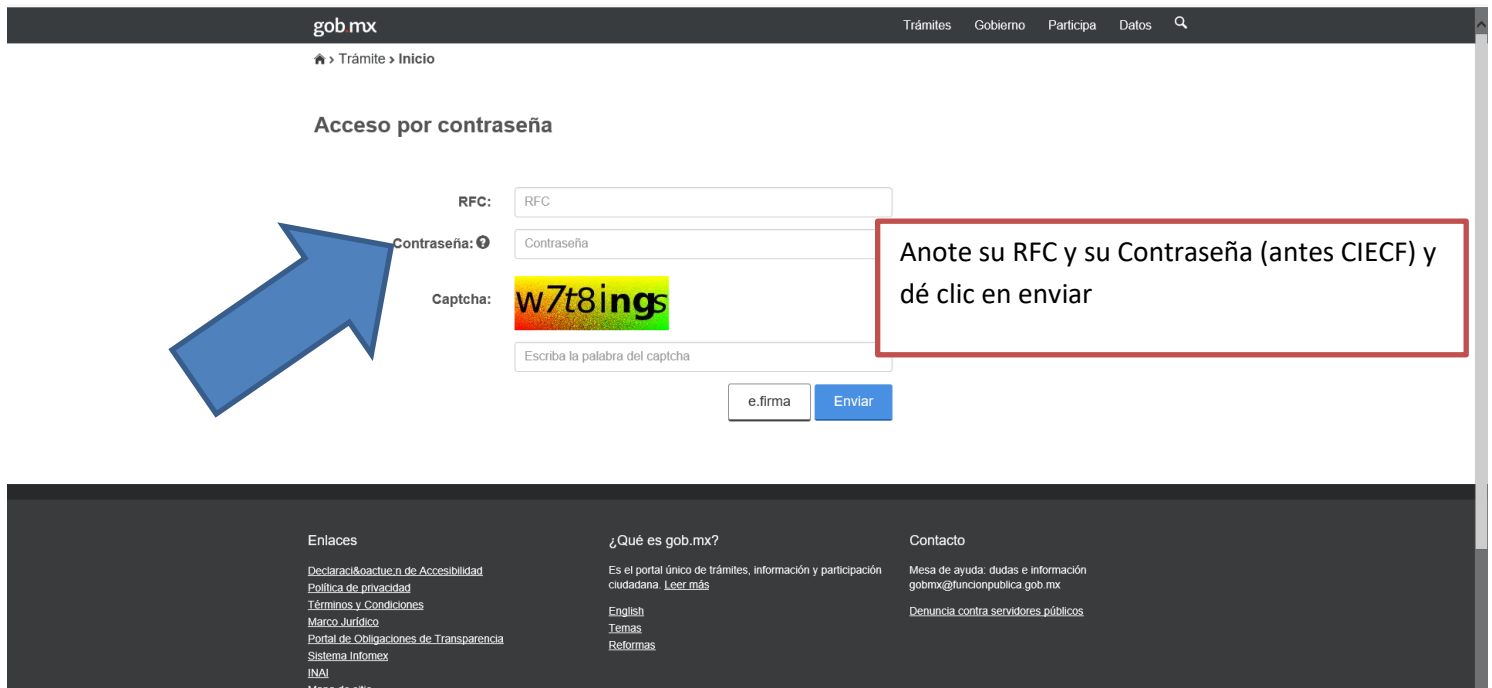 gob.mx
Trámites Gobierno Participa Datos
> Trámite > Inicio
Acceso por contraseña
RFC:
RFC
Contraseña:
Contraseña
Captcha:
w7t8ings
Escriba la palabra del captcha
e.firma Enviar
Anote su RFC y su Contraseña (antes CIECF) y
dé clic en enviar
Enlaces
Declaraci&oactue:n de Accesibilidad
Política de privacidad
Términos y Condiciones
Marco Jurídico
Portal de Obligaciones de Transparencia
Sistema Infomex
INAI
Mapa de sitio
¿Qué es gob.mx?
Es el portal único de trámites, información y participación
ciudadana. Leer más
English
Temas
Reformas
Contacto
Mesa de ayuda: dudas e información
gobmx@funcionpublica.gob.mx
Denuncia contra servidores públicos